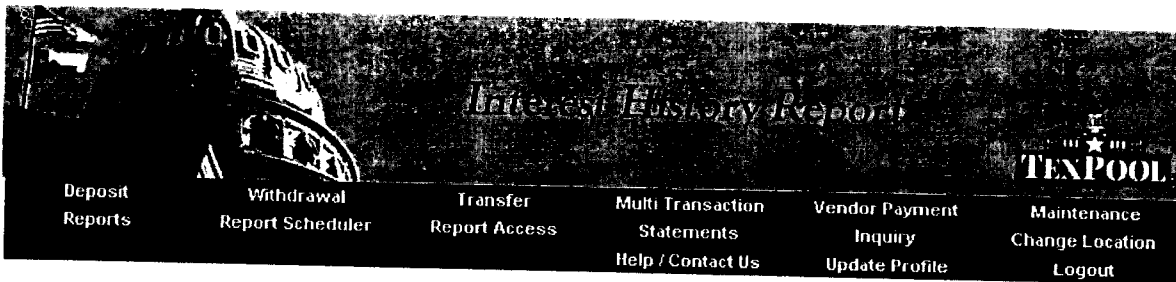 Interest History Report
TEXPOOL
Deposit Withdrawal Transfer Multi Transaction Vendor Payment Maintenance
Reports Report Scheduler Report Access Statements Inquiry Change Location
Help / Contact Us Update Profile Logout